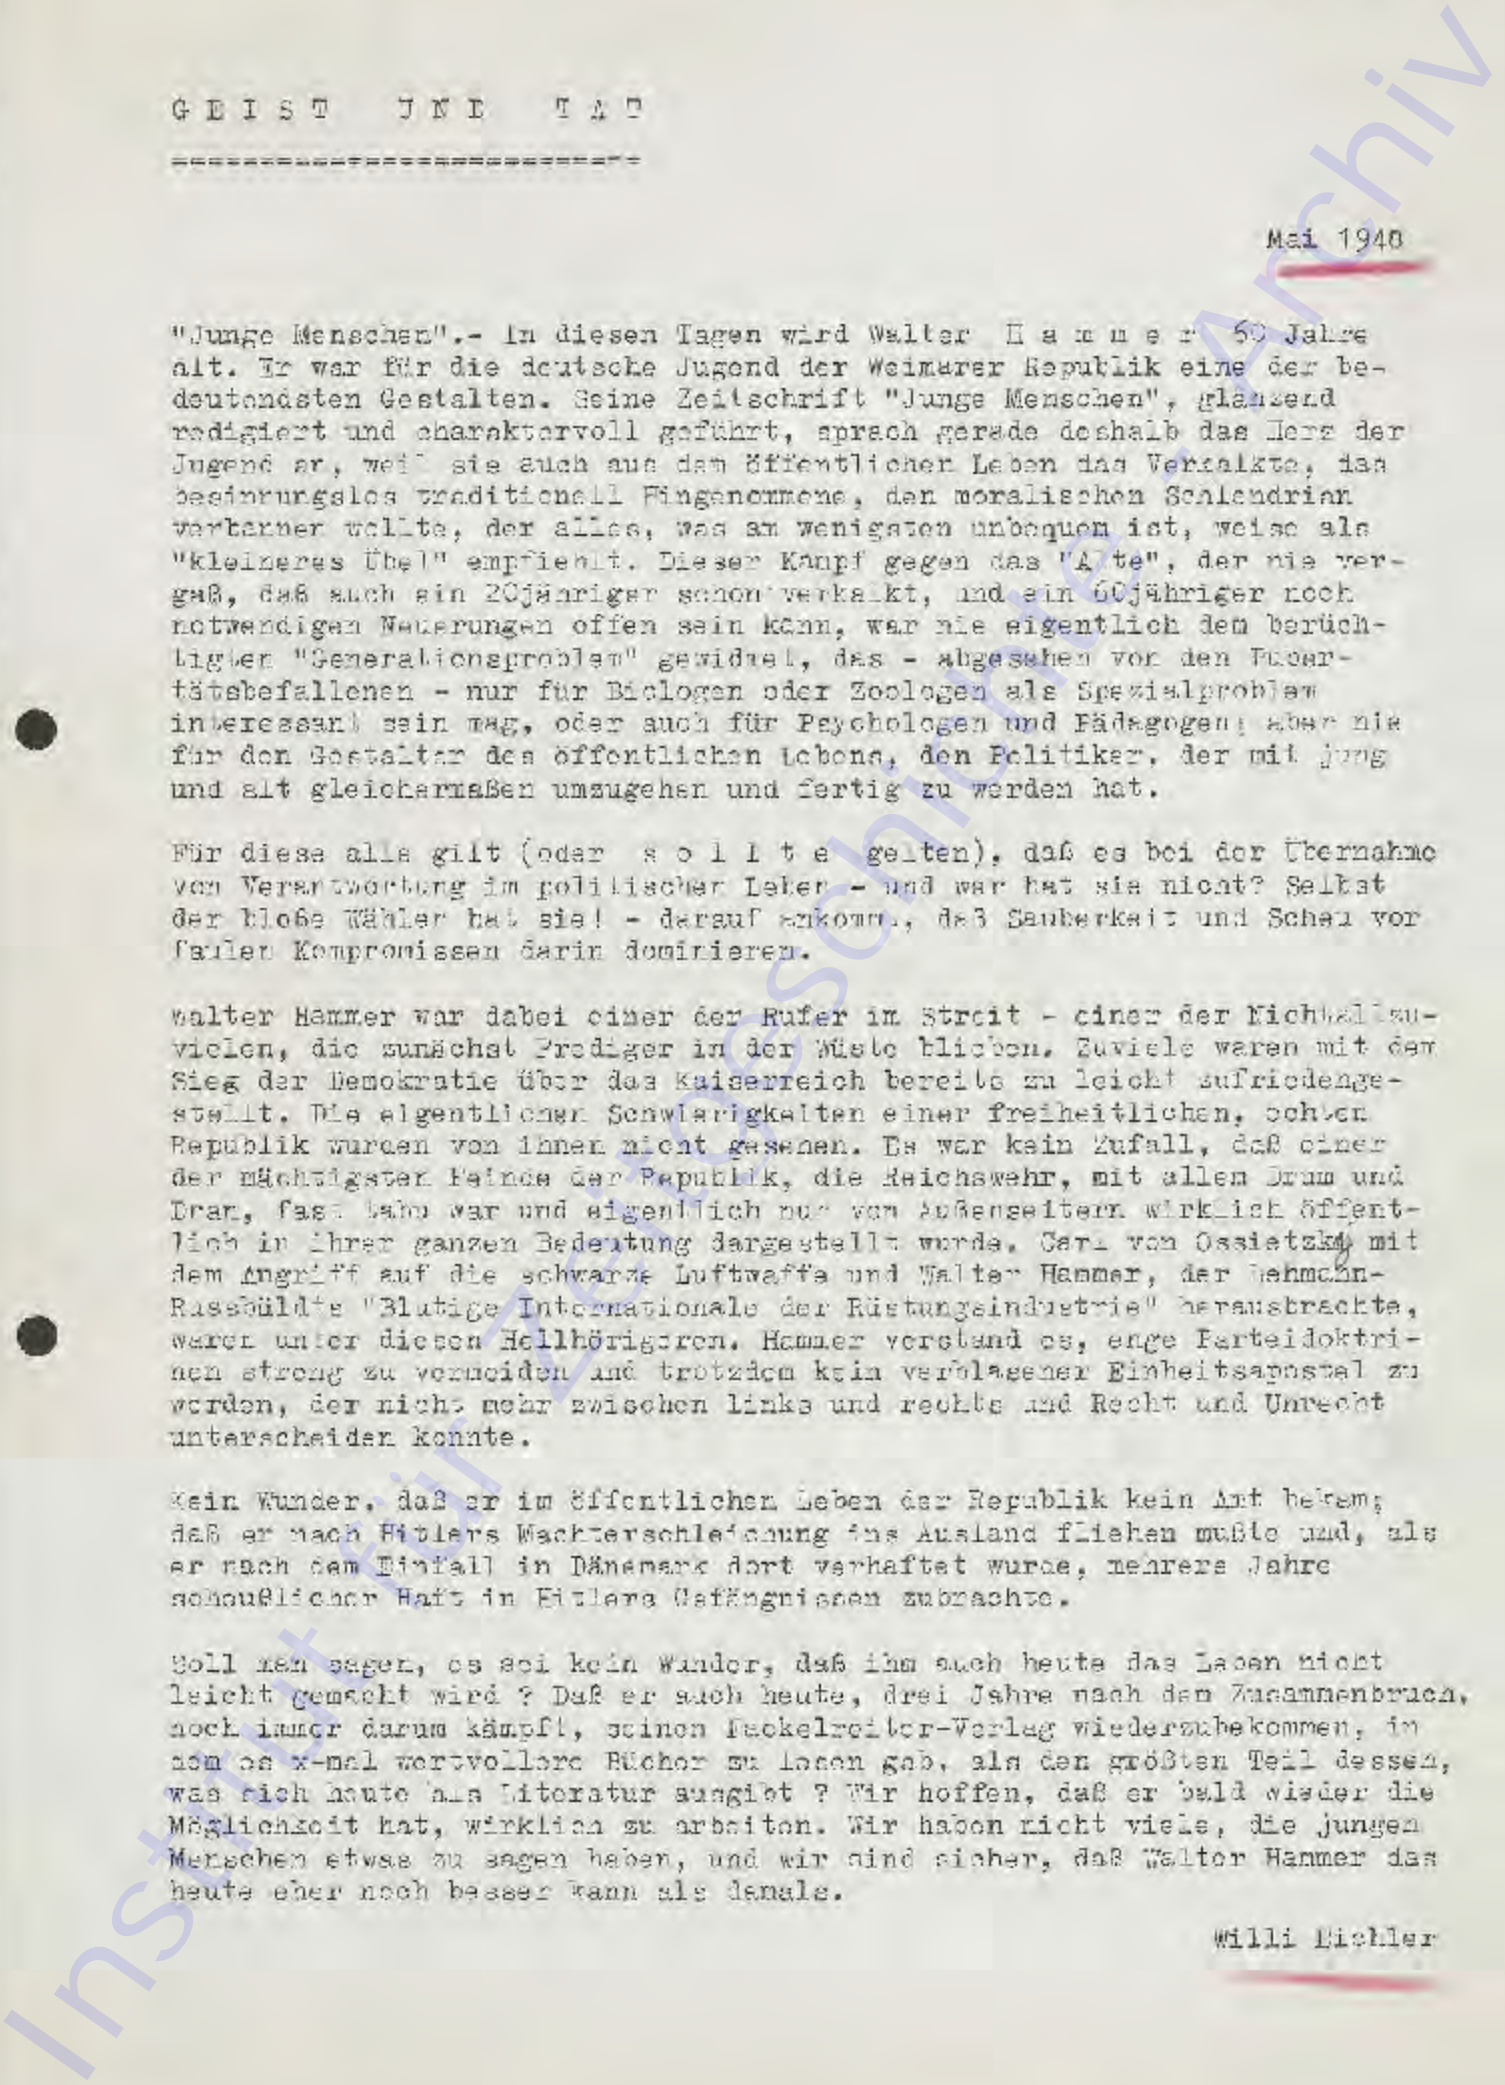 GEIST UND TAT
===========================
Mai 1948
"Junge Menschen".- In diesen Tagen wird Walter H a m m e r 60 Jahre
alt. Er war für die deutsche Jugend der Weimarer Republik eine der be-
deutendsten Gestalten. Seine Zeitschrift "Junge Menschen", glänzend
redigiert und charaktervoll geführt, sprach gerade deshalb das Herz der
Jugend an, weil sie auch aus dem öffentlichen Leben das Verkalkte, das
besinnungslos traditionell Hingenommene, den moralischen Schlendrian
verbannen wollte, der alles, was am wenigsten unbequem ist, weise als
"kleineres Übel" empfiehlt. Dieser Kampf gegen das "Alte", der nie ver-
gaß, daß auch ein 20jähriger schon verkalkt, und ein 60jähriger noch
notwendigen Neuerungen offen sein kann, war nie eigentlich dem berüch-
tigten "Generationsproblem" gewidmet, das - abgesehen von den Puber-
tätsbefallenen - nur für Biologen oder Zoologen als Spezialproblem
interessant sein mag, oder auch für Psychologen und Pädagogen; aber nie
für den Gestalter des öffentlichen Lebens, den Politiker, der mit jung
und alt gleichermaßen umzugehen und fertig zu werden hat.
Für diese alle gilt (oder s o l l t e gelten), daß es bei der Übernahme
von Verantwortung im politischen Leben - und wer hat sie nicht? Selbst
der bloße Wähler hat sie! - darauf ankommt, daß Sauberkeit und Scheu vor
faulen Kompromissen darin dominieren.
Walter Hammer war dabei einer der Rufer im Streit - einer der Nichtallzu-
vielen, die zunächst Prediger in der Wüste blieben. Zuviele waren mit dem
Sieg der Demokratie über das Kaiserreich bereits zu leicht zufriedenge-
stellt. Die eigentlichen Schwierigkeiten einer freiheitlichen, echten
Republik wurden von ihnen nicht gesehen. Es war kein Zufall, daß einer
der mächtigsten Feinde der Republik, die Reichswehr, mit allem Drum und
Dran, fast tabu war und eigentlich nur von Außenseitern wirklich öffent-
lich in ihrer ganzen Bedeutung dargestellt wurde. Carl von Ossietzky mit
dem Angriff auf die schwarze Luftwaffe und Walter Hammer, der Lehmann-
Russbüldts "Blutige Internationale der Rüstungsindustrie" herausbrachte,
waren unter diesen Hellhörigeren. Hammer verstand es, enge Parteidoktri-
nen streng zu vermeiden und trotzdem kein verblasener Einheitsapostel zu
werden, der nicht mehr zwischen links und rechts und Recht und Unrecht
unterscheiden konnte.
Kein Wunder, daß er im öffentlichen Leben der Republik kein Amt bekam;
daß er nach Hitlers Machterschleichung ins Ausland fliehen mußte und, als
er nach dem Einfall in Dänemark dort verhaftet wurde, mehrere Jahre
scheußlicher Haft in Hitlers Gefängnissen zubrachte.
Soll man sagen, es sei kein Wunder, daß ihm auch heute das Leben nicht
leicht gemacht wird ? Daß er auch heute, drei Jahre nach dem Zusammenbruch,
noch immer darum kämpft, seinen Fackelreiter-Verlag wiederzubekommen, in
dem es x-mal wertvollere Bücher zu lesen gab, als den größten Teil dessen,
was sich heute als Literatur ausgibt ? Wir hoffen, daß er bald wieder die
Möglichkeit hat, wirklich zu arbeiten. Wir haben nicht viele, die jungen
Menschen etwas zu sagen haben, und wir sind sicher, daß Walter Hammer das
heute eher noch besser kann als damals.
Willi Eichler
Institut für Zeitgeschichte - Archiv